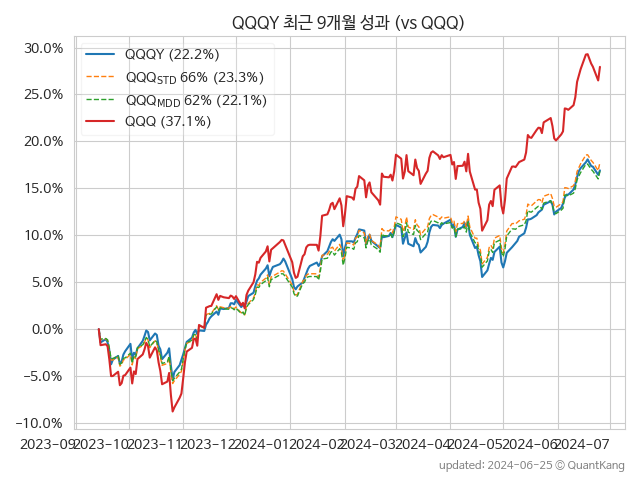 QQQY 최근 9개월 성과 (vs QQQ)
30.0%
25.0%
20.0%
15.0%
10.0%
5.0%
0.0%
-5.0%
-10.0%
QQQY (22.2%)
QQQSTD 66% (23.3%)
QQQMDD 62% (22.1%)
QQQ (37.1%)
2023-09 2023-10 2023-11 2023-12 2024-01 2024-02 2024-03 2024-04 2024-05 2024-06 2024-07
updated: 2024-06-25 © QuantKang